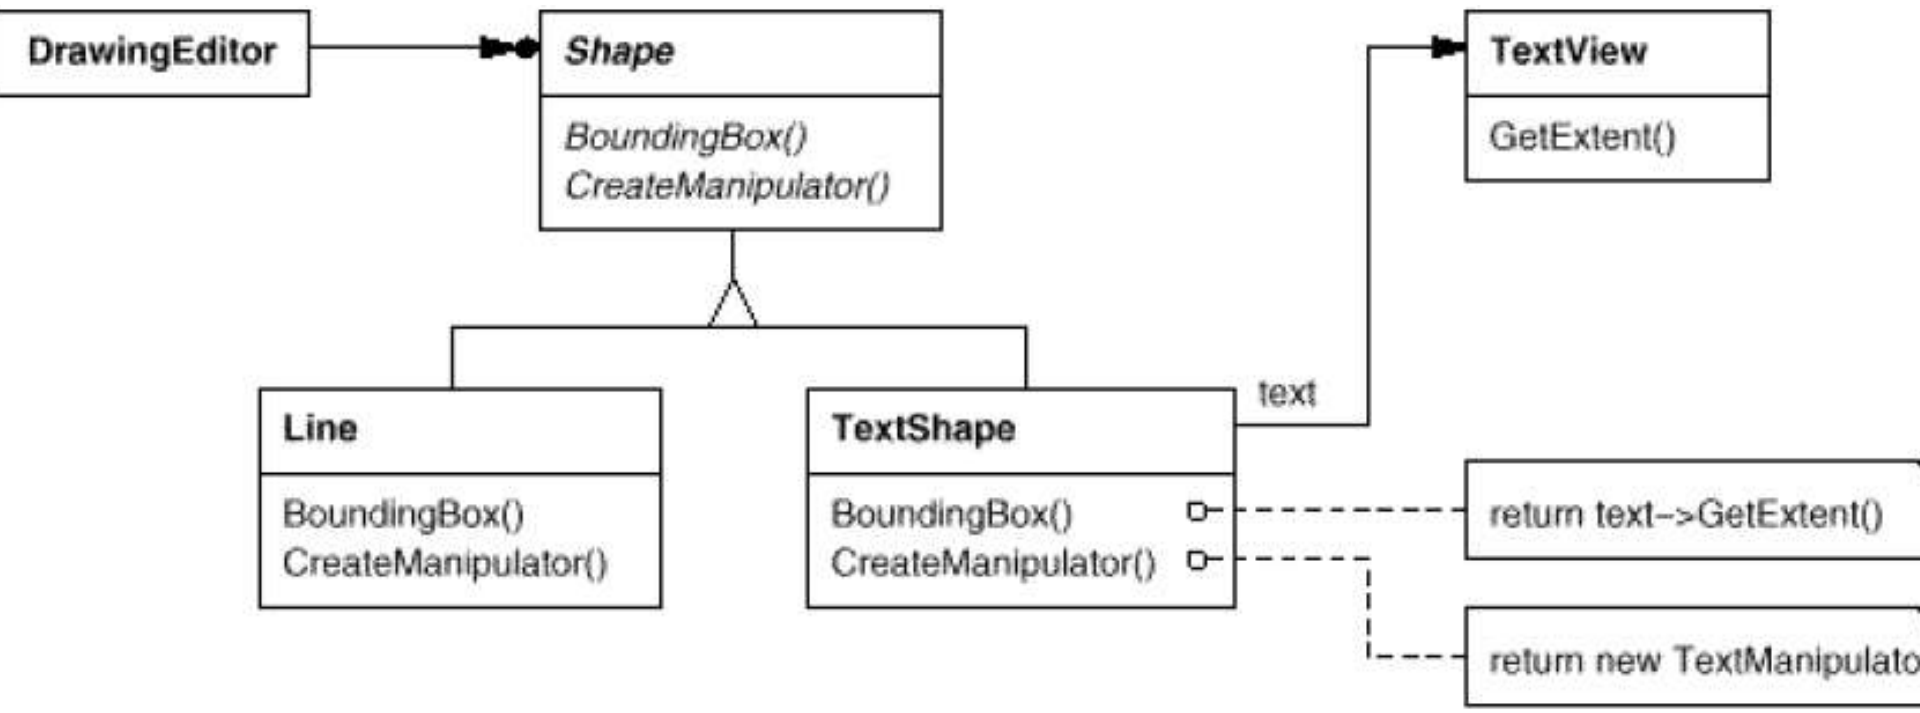 DrawingEditor
Shape
BoundingBox()
CreateManipulator()
TextView
GetExtent()
Line
BoundingBox()
CreateManipulator()
TextShape
BoundingBox()
CreateManipulator()
text
return text–>GetExtent()
return new TextManipulato